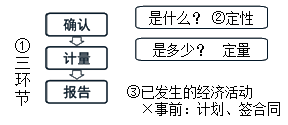 ①
三
环
节
确认
计量
报告
是什么？ ②定性
是多少？ 定量
③已发生的经济活动
×事前：计划、签合同